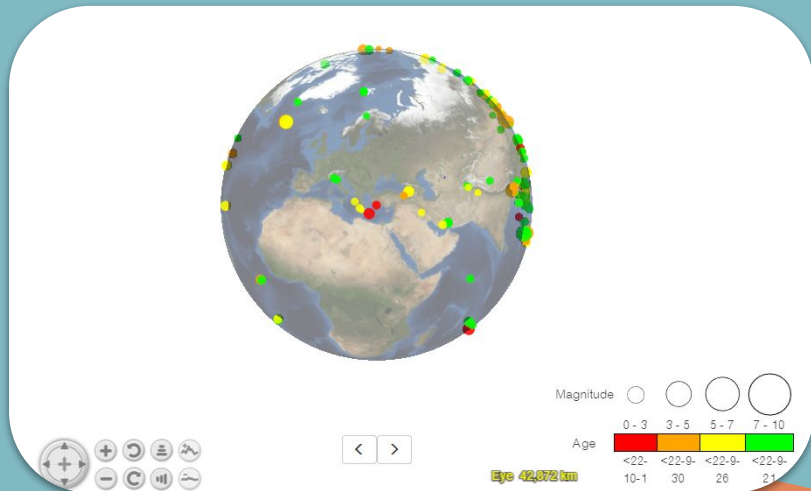 Magnitude
0 - 3 3 - 5 5 - 7 7 - 10
Age
<22- <22-9- <22-9- <22-9-
10-1 30 26 21
< >
Eye 42,872 km